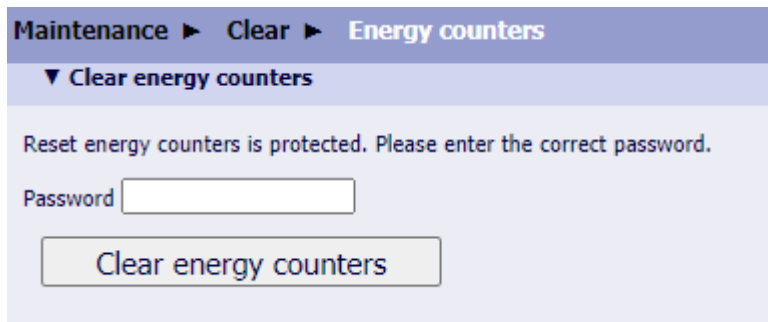 Maintenance ► Clear ► Energy counters
▼ Clear energy counters
Reset energy counters is protected. Please enter the correct password.
Password
Clear energy counters